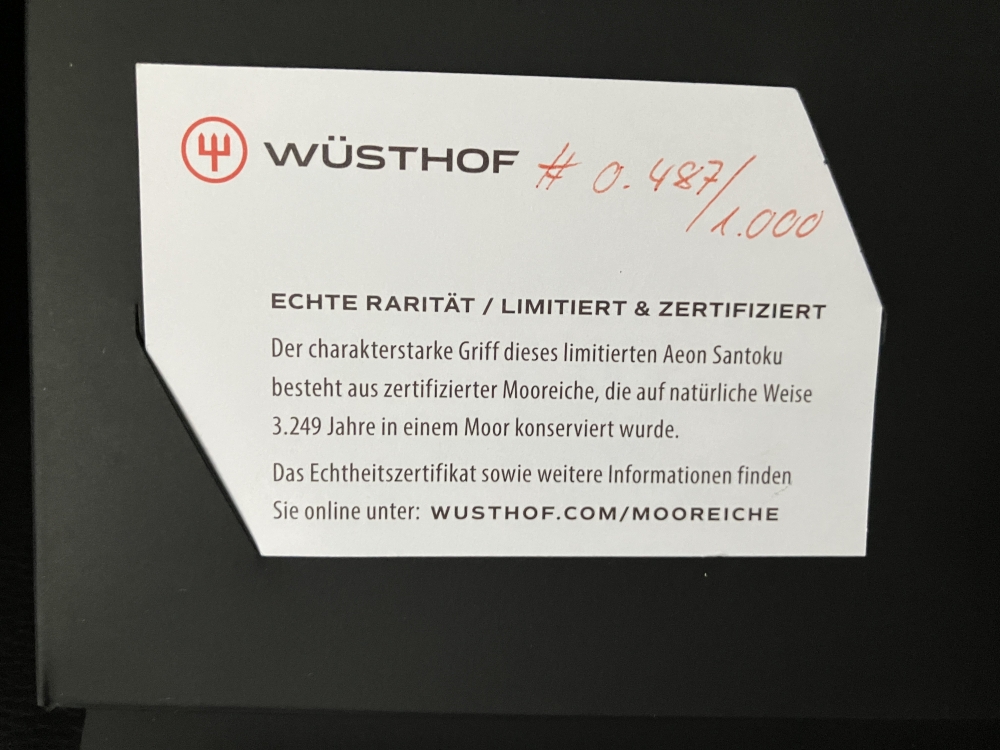 WÜSTHOF # 0.487/
1.000
ECHTE RARITÄT / LIMITIERT & ZERTIFIZIERT
Der charakterstarke Griff dieses limitierten Aeon Santoku
besteht aus zertifizierter Mooreiche, die auf natürliche Weise
3.249 Jahre in einem Moor konserviert wurde.
Das Echtheitszertifikat sowie weitere Informationen finden
Sie online unter: WUSTHOF.COM/MOOREICHE